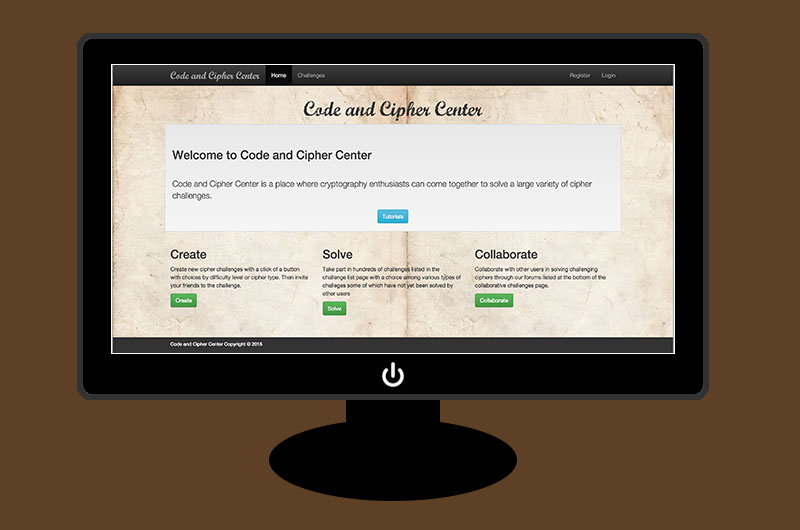 Code and Cipher Center Home Challenges Register Login
Code and Cipher Center
Welcome to Code and Cipher Center
Code and Cipher Center is a place where cryptography enthusiasts can come together to solve a large variety of cipher
challenges.
Tutorials
Create
Create new cipher challenges with a click of a button
with choices by difficulty level or cipher type. Then invite
your friends to the challenge.
Create
Solve
Take part in hundreds of challenges listed in the
challenge list page with a choice among various types of
challeges some of which have not yet been solved by
other users
Solve
Collaborate
Collaborate with other users in solving challenging
ciphers through our forums listed at the bottom of the
collaborative challenges page.
Collaborate
Code and Cipher Center Copyright © 2015